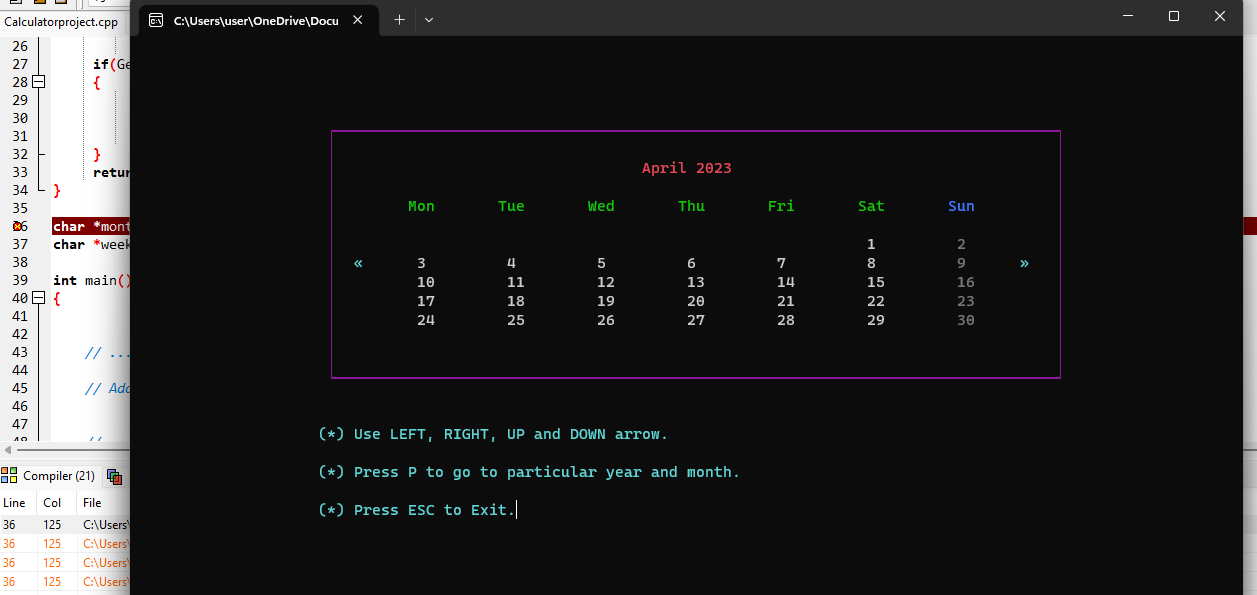 C:\Users\user\OneDrive\Docu
Calculatorproject.cpp
26
27 if(Ge
28 {
29
30
31
32 }
33 retur
34 }
35
36 char *mont
37 char *week
38
39 int main()
40 {
41
42
43 // ...
44
45 // Add
46
47
48 //
April 2023
Mon Tue Wed Thu Fri Sat Sun
1 2
« 3 4 5 6 7 8 9 »
10 11 12 13 14 15 16
17 18 19 20 21 22 23
24 25 26 27 28 29 30
(*) Use LEFT, RIGHT, UP and DOWN arrow.
(*) Press P to go to particular year and month.
(*) Press ESC to Exit.
Compiler (21)
Line Col File
36 125 C:\Users\
36 125 C:\Users\
36 125 C:\Users\
36 125 C:\Users\